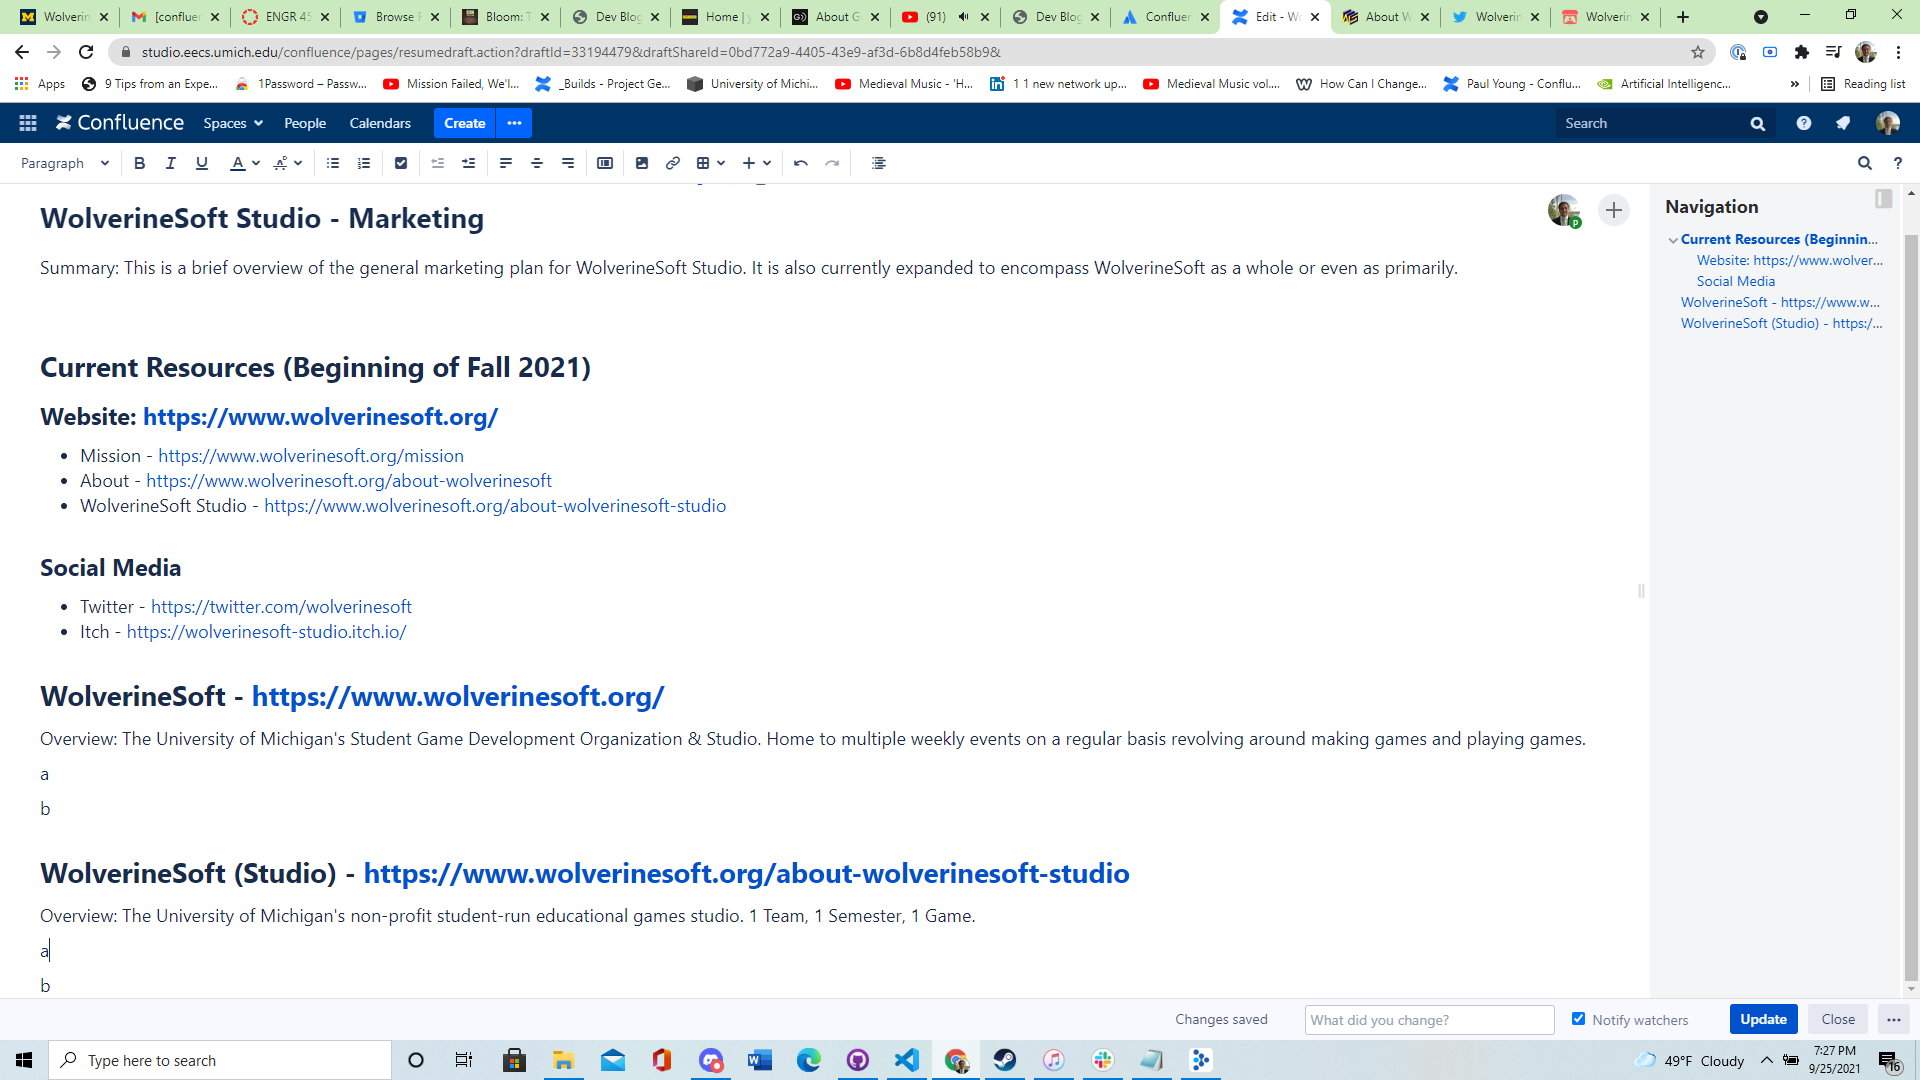 Wolverin
[confluer
ENGR 45
Browse F
Bloom: T
Dev Blog
Home | y
About G
(91)
Dev Blog
Confluer
Edit - Wo
About W
Wolverin
Wolverin
studio.eecs.umich.edu/confluence/pages/resumedraft.action?draftId=33194479&draftShareId=0bd772a9-4405-43e9-af3d-6b8d4feb58b9&
Apps
9 Tips from an Expe...
1Password – Passw...
Mission Failed, We'l...
_Builds - Project Ge...
University of Michi...
Medieval Music - 'H...
1 1 new network up...
Medieval Music vol....
How Can I Change...
Paul Young - Conflu...
Artificial Intelligenc...
»
Reading list
Confluence
Spaces
People
Calendars
Create
Search
Paragraph
B I U A
WolverineSoft Studio - Marketing
Summary: This is a brief overview of the general marketing plan for WolverineSoft Studio. It is also currently expanded to encompass WolverineSoft as a whole or even as primarily.
Current Resources (Beginning of Fall 2021)
Website: https://www.wolverinesoft.org/
• Mission - https://www.wolverinesoft.org/mission
• About - https://www.wolverinesoft.org/about-wolverinesoft
• WolverineSoft Studio - https://www.wolverinesoft.org/about-wolverinesoft-studio
Social Media
• Twitter - https://twitter.com/wolverinesoft
• Itch - https://wolverinesoft-studio.itch.io/
WolverineSoft - https://www.wolverinesoft.org/
Overview: The University of Michigan's Student Game Development Organization & Studio. Home to multiple weekly events on a regular basis revolving around making games and playing games.
a
b
WolverineSoft (Studio) - https://www.wolverinesoft.org/about-wolverinesoft-studio
Overview: The University of Michigan's non-profit student-run educational games studio. 1 Team, 1 Semester, 1 Game.
a
b
Navigation
Current Resources (Beginnin...
Website: https://www.wolver...
Social Media
WolverineSoft - https://www.w...
WolverineSoft (Studio) - https:/...
Changes saved
What did you change?
Notify watchers
Update
Close
Type here to search
49°F Cloudy
7:27 PM
9/25/2021
16